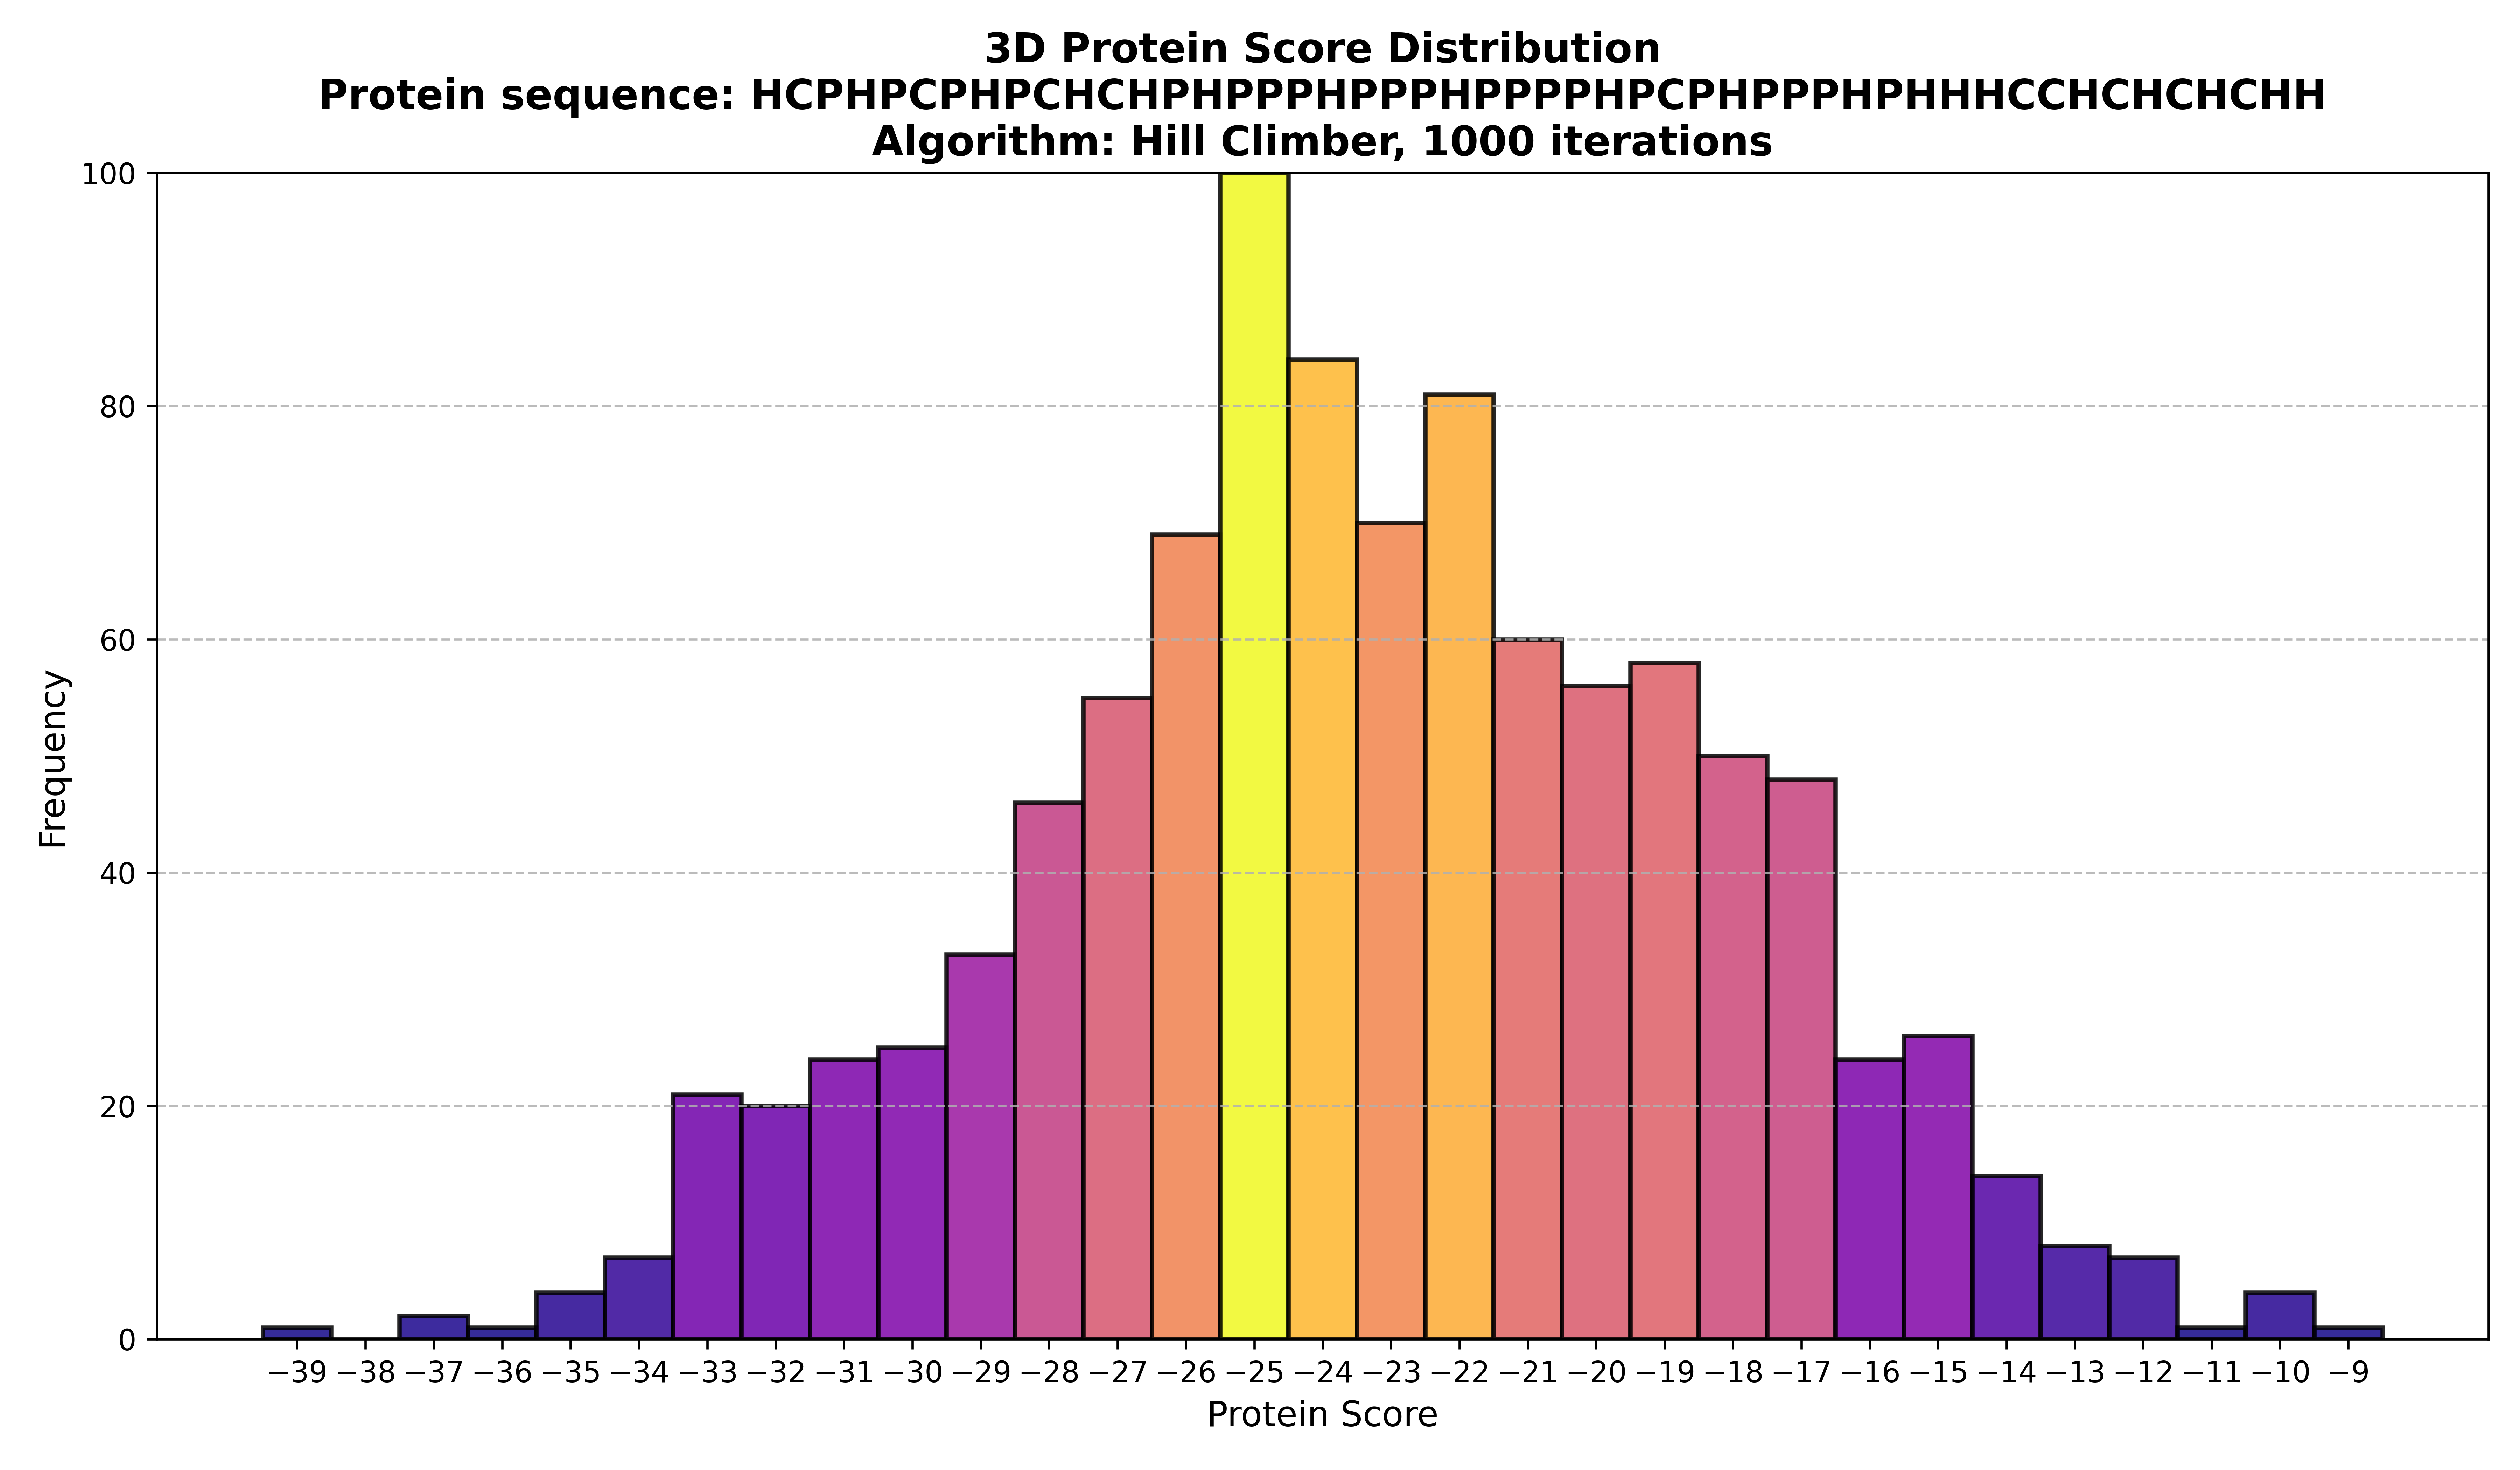 3D Protein Score Distribution
Protein sequence: HCPHPCPHPCHCHPHPPPHPPPHPPPPHPCPHPPPHPHHHCCHCHCHCHH
Algorithm: Hill Climber, 1000 iterations
100
80
60
40
20
0
Frequency
−39 −38 −37 −36 −35 −34 −33 −32 −31 −30 −29 −28 −27 −26 −25 −24 −23 −22 −21 −20 −19 −18 −17 −16 −15 −14 −13 −12 −11 −10 −9
Protein Score